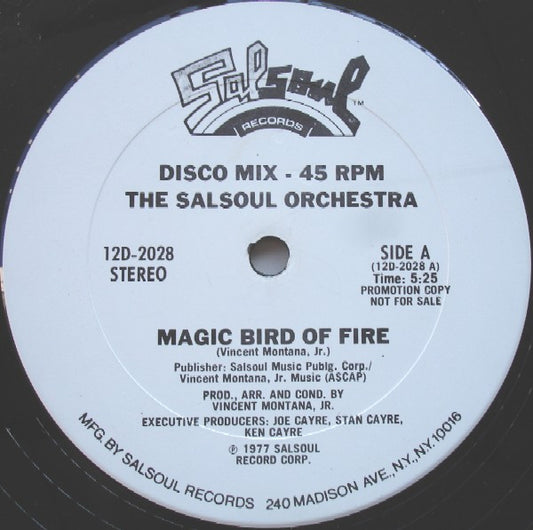 Salsoul™
RECORDS
DISCO MIX - 45 RPM
THE SALSOUL ORCHESTRA
12D-2028
STEREO
SIDE A
(12D-2028 A)
Time: 5:25
PROMOTION COPY
NOT FOR SALE
MAGIC BIRD OF FIRE
(Vincent Montana, Jr.)
Publisher: Salsoul Music Publg. Corp./
Vincent Montana, Jr. Music (ASCAP)
PROD., ARR. AND COND. BY
VINCENT MONTANA, JR.
EXECUTIVE PRODUCERS: JOE CAYRE, STAN CAYRE,
KEN CAYRE
℗ 1977 SALSOUL
RECORD CORP.
MFG. BY SALSOUL RECORDS 240 MADISON AVE., N.Y., N.Y. 10016